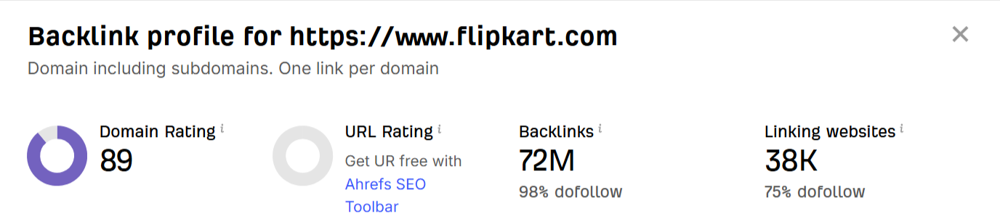 Backlink profile for https://www.flipkart.com
Domain including subdomains. One link per domain
Domain Rating i
89
URL Rating i
Get UR free with
Ahrefs SEO
Toolbar
Backlinks i
72M
98% dofollow
Linking websites i
38K
75% dofollow